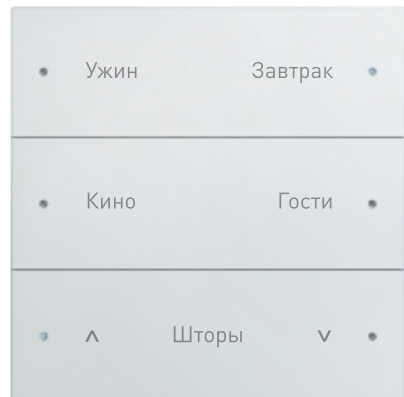 Ужин Завтрак
Кино Гости
^ Шторы v